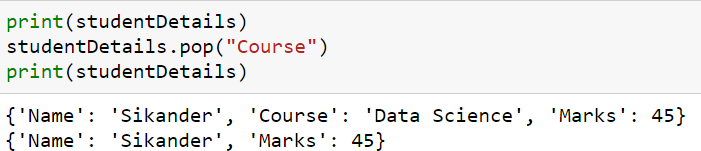 print(studentDetails)
studentDetails.pop("Course")
print(studentDetails)
{'Name': 'Sikander', 'Course': 'Data Science', 'Marks': 45}
{'Name': 'Sikander', 'Marks': 45}